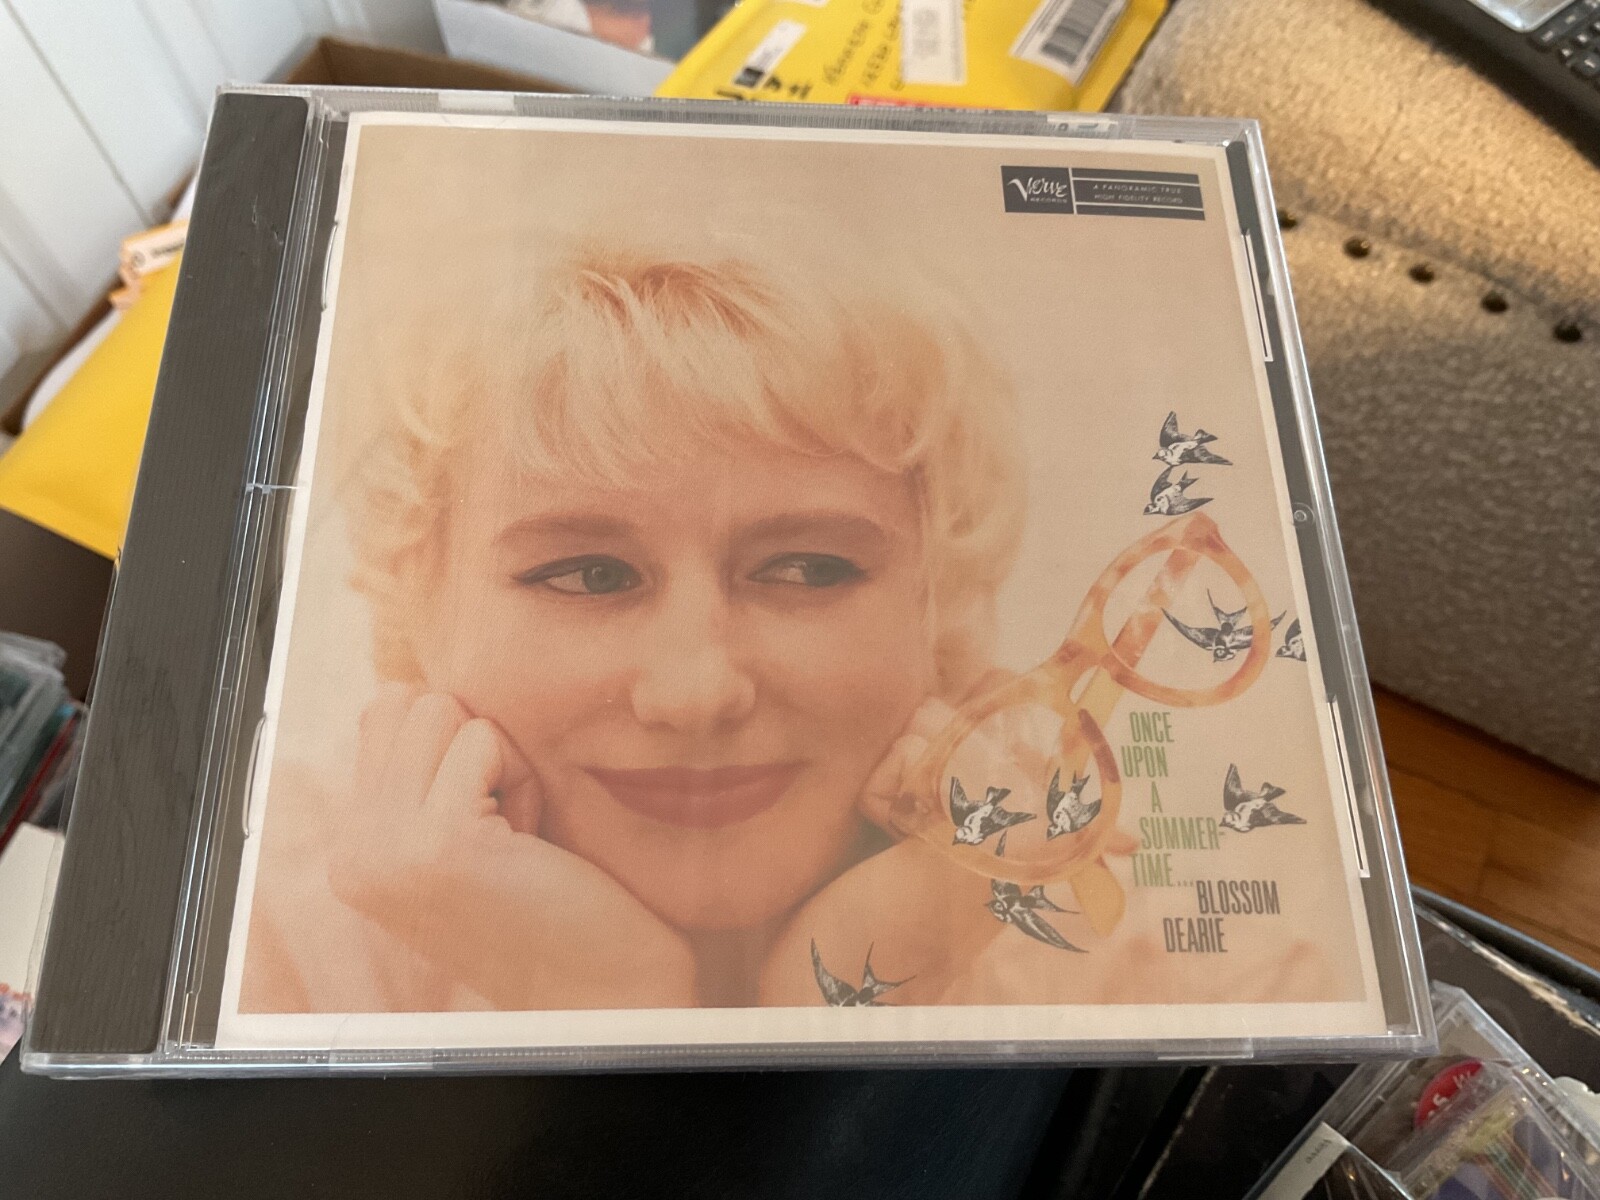 Verve
RECORDS
A PANORAMIC TRUE
HIGH FIDELITY RECORD
ONCE
UPON
A
SUMMER-
TIME...
BLOSSOM
DEARIE